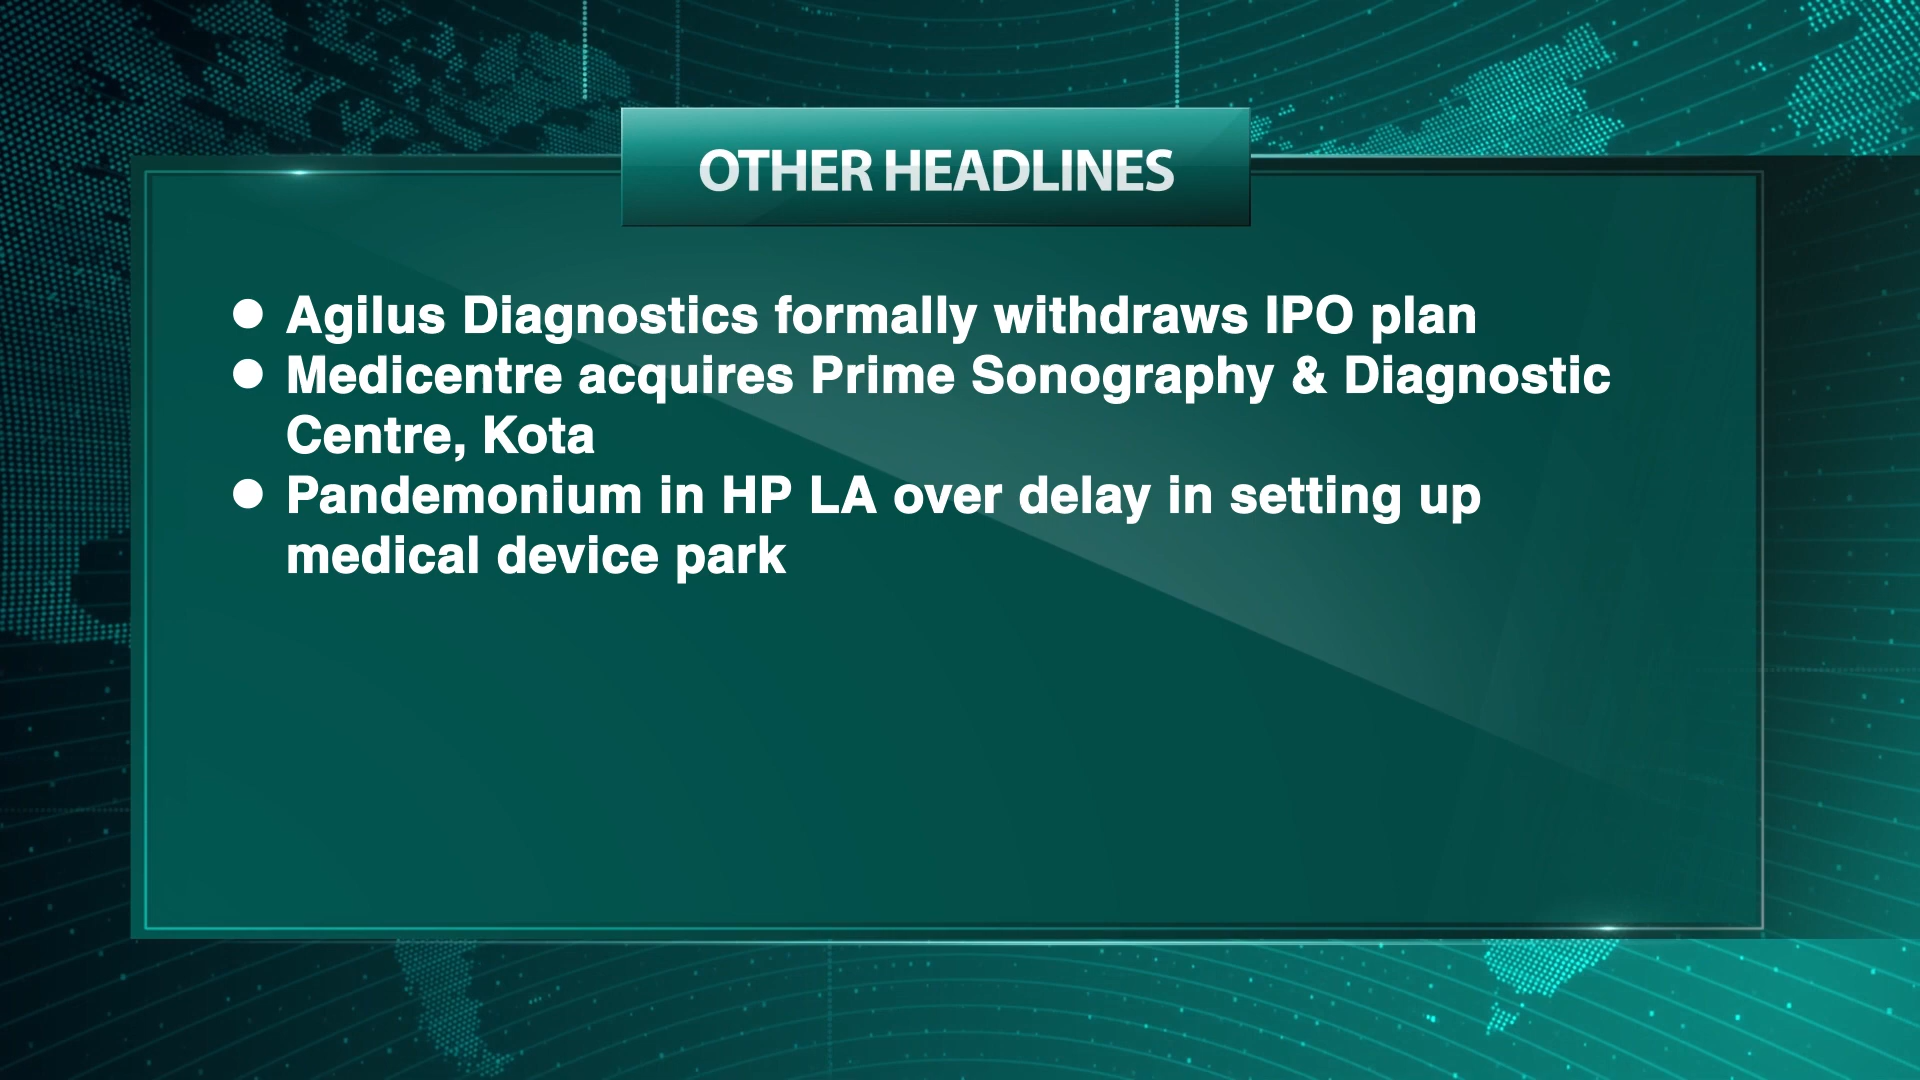 OTHER HEADLINES
● Agilus Diagnostics formally withdraws IPO plan
● Medicentre acquires Prime Sonography & Diagnostic
Centre, Kota
● Pandemonium in HP LA over delay in setting up
medical device park